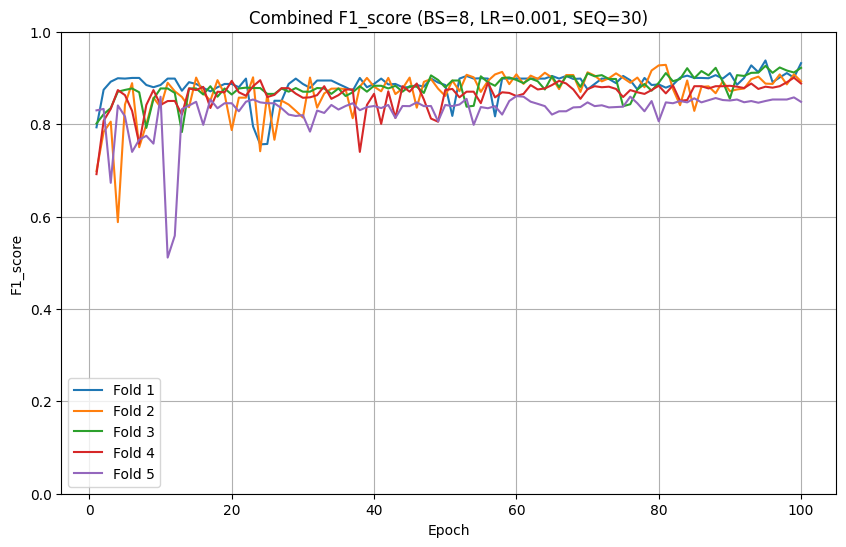 Combined F1_score (BS=8, LR=0.001, SEQ=30)
F1_score
1.0
0.8
0.6
0.4
0.2
0.0
Fold 1
Fold 2
Fold 3
Fold 4
Fold 5
0 20 40 60 80 100
Epoch